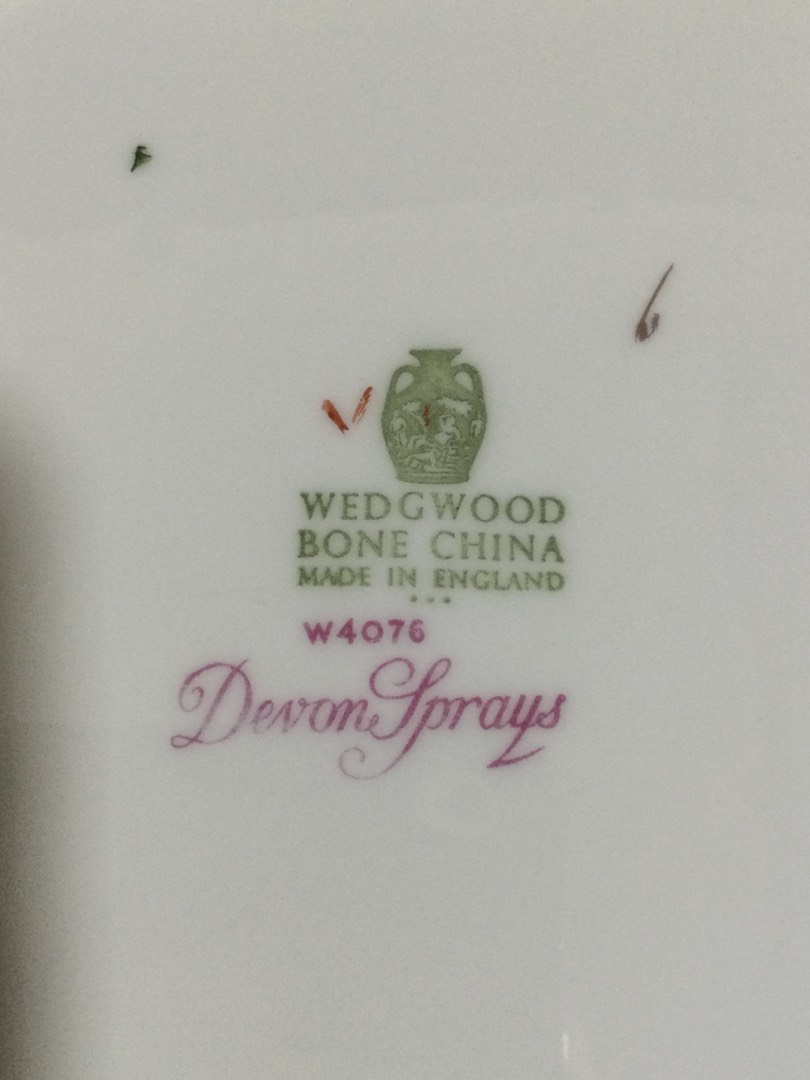 WEDGWOOD
BONE CHINA
MADE IN ENGLAND
W4076
Devon Sprays